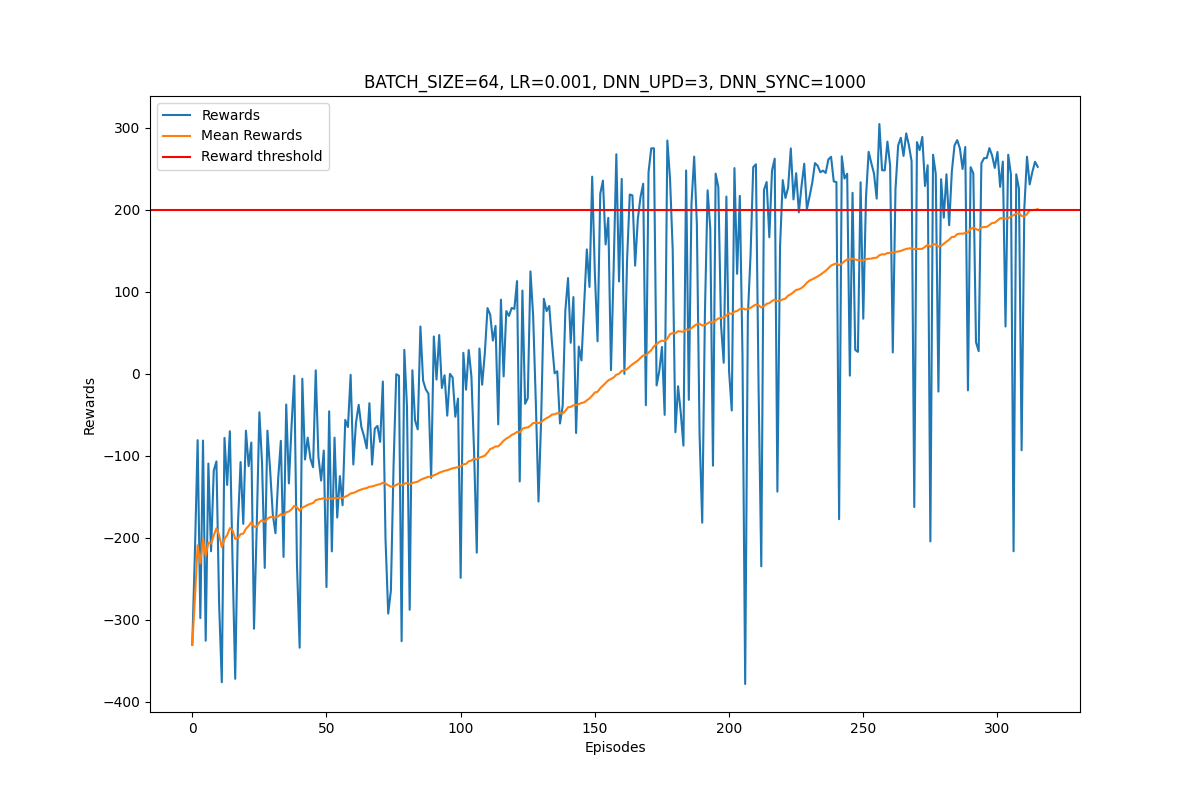 BATCH_SIZE=64, LR=0.001, DNN_UPD=3, DNN_SYNC=1000
Rewards
Mean Rewards
Reward threshold
300
200
100
0
−100
−200
−300
−400
Rewards
0 50 100 150 200 250 300
Episodes